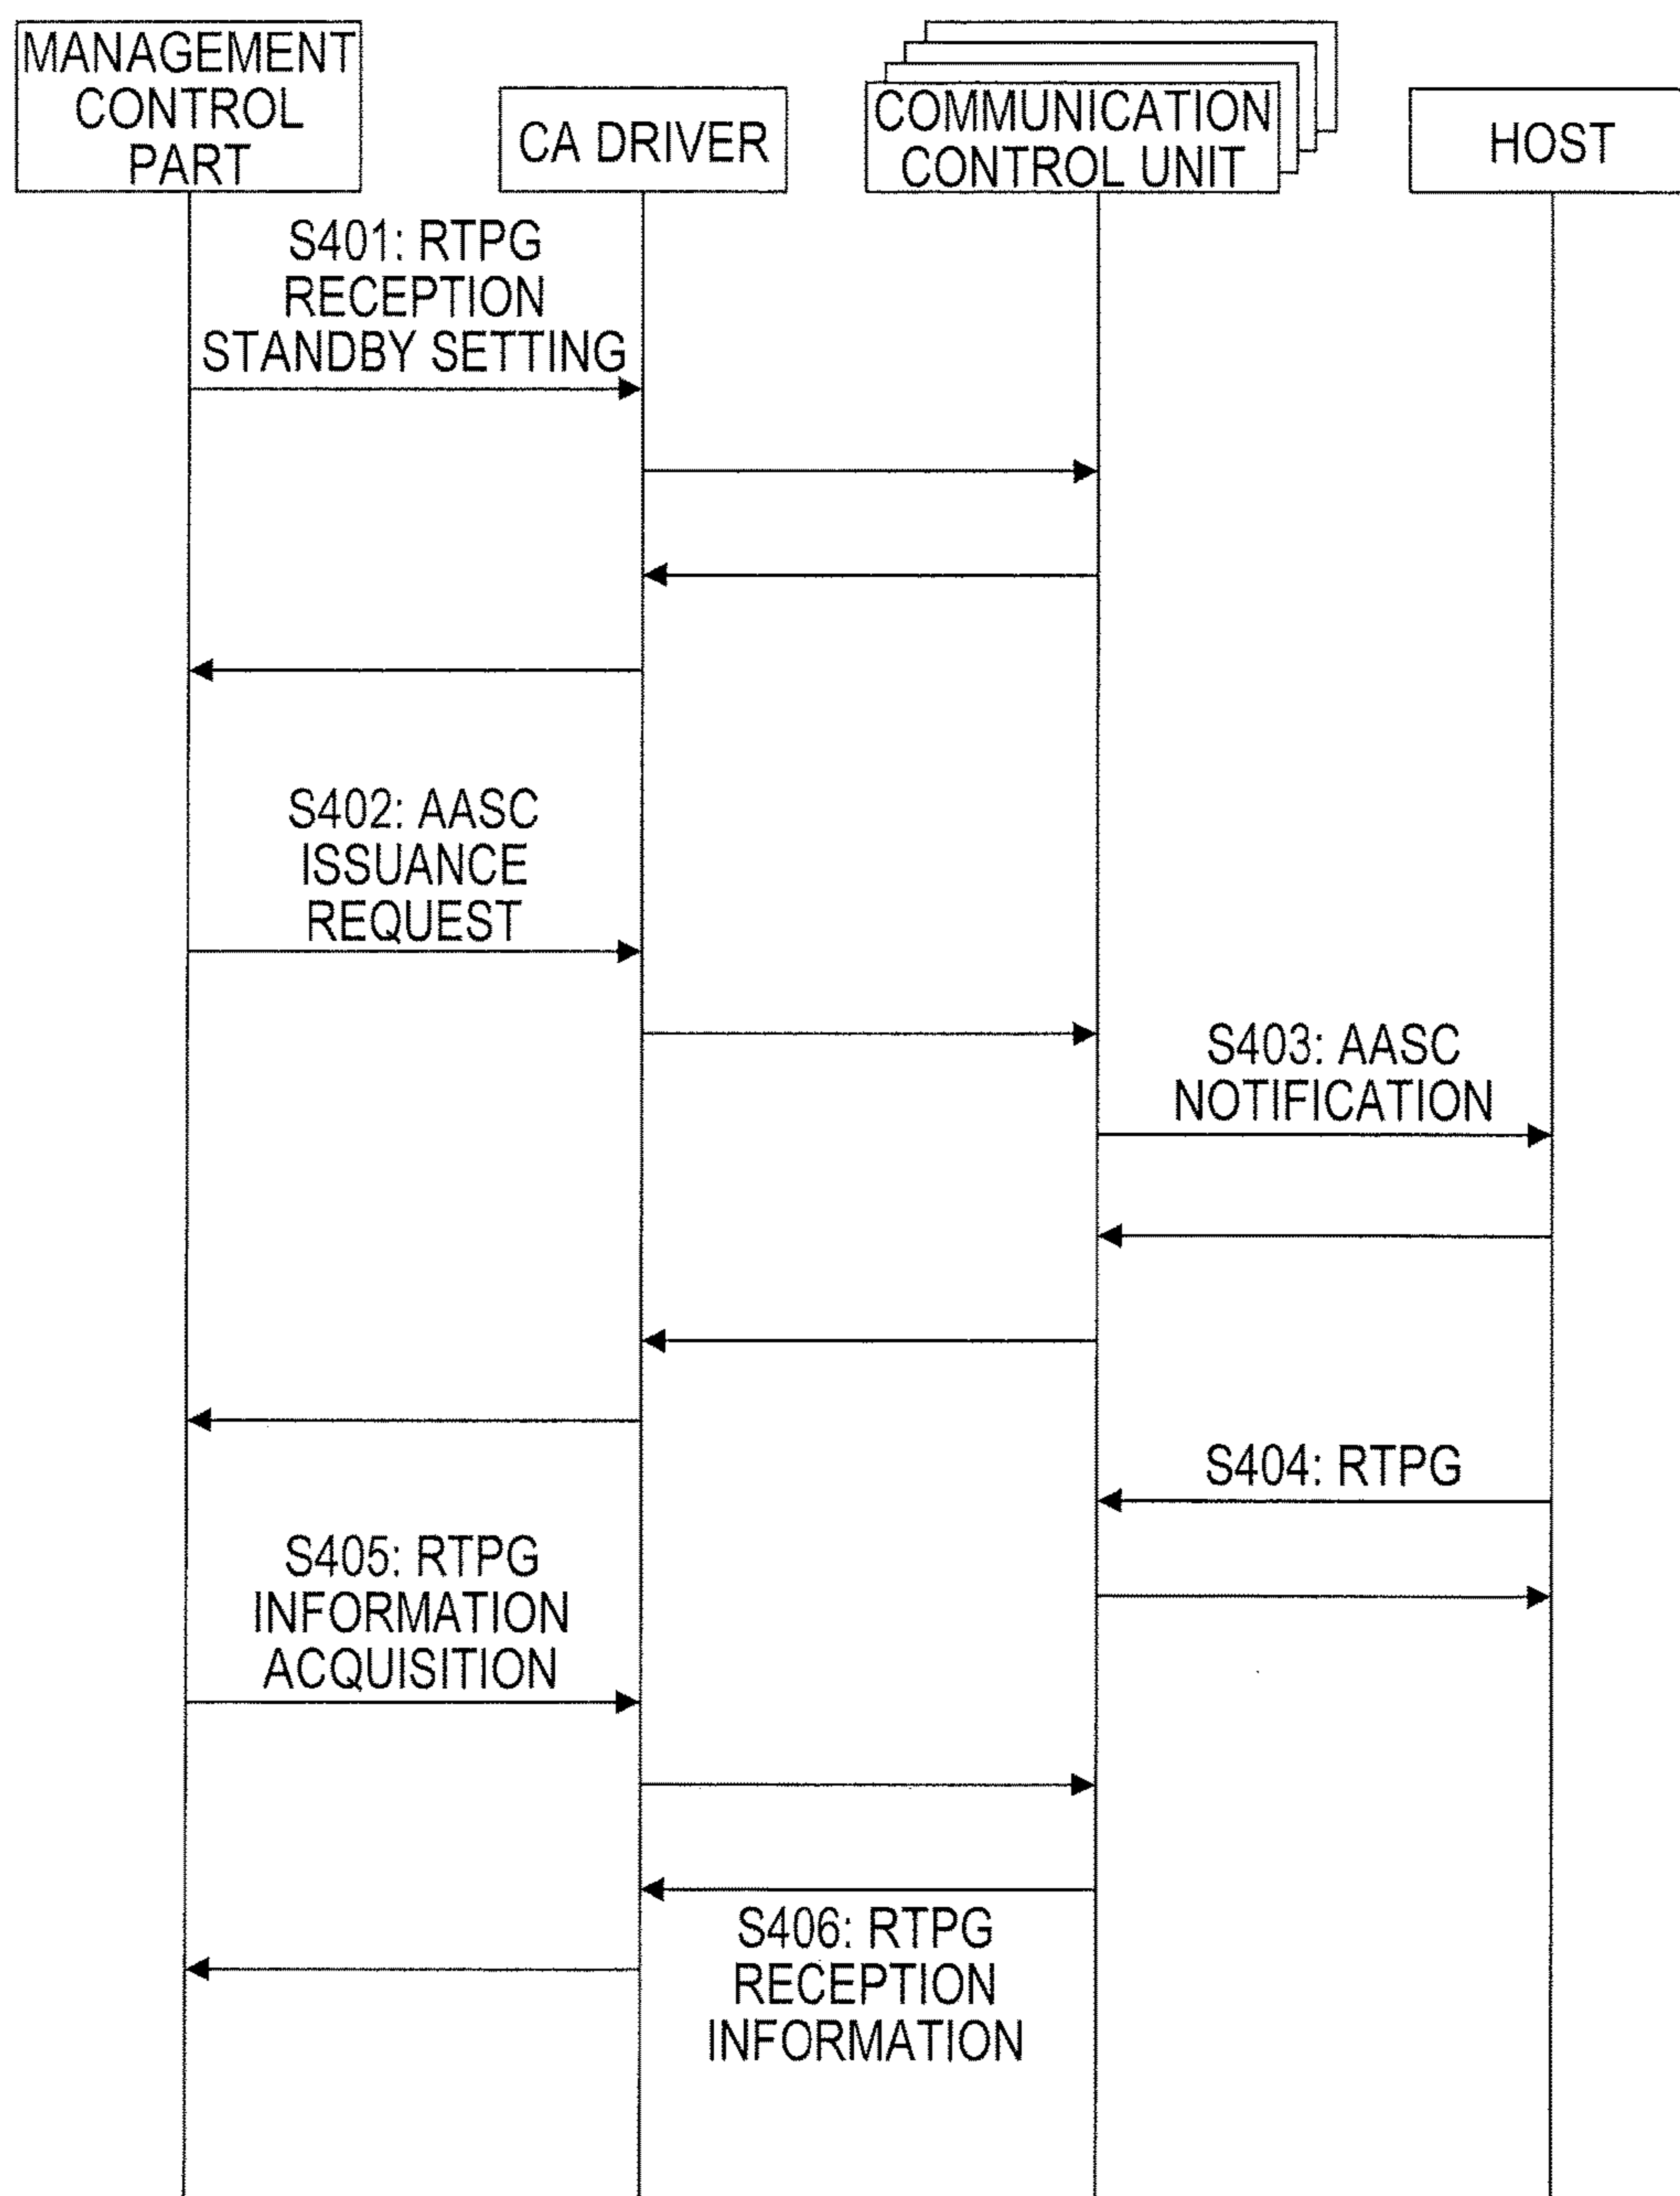 MANAGEMENT
CONTROL
PART
CA DRIVER
COMMUNICATION
CONTROL UNIT
HOST
S401: RTPG
RECEPTION
STANDBY SETTING
S402: AASC
ISSUANCE
REQUEST
S403: AASC
NOTIFICATION
S404: RTPG
S405: RTPG
INFORMATION
ACQUISITION
S406: RTPG
RECEPTION
INFORMATION